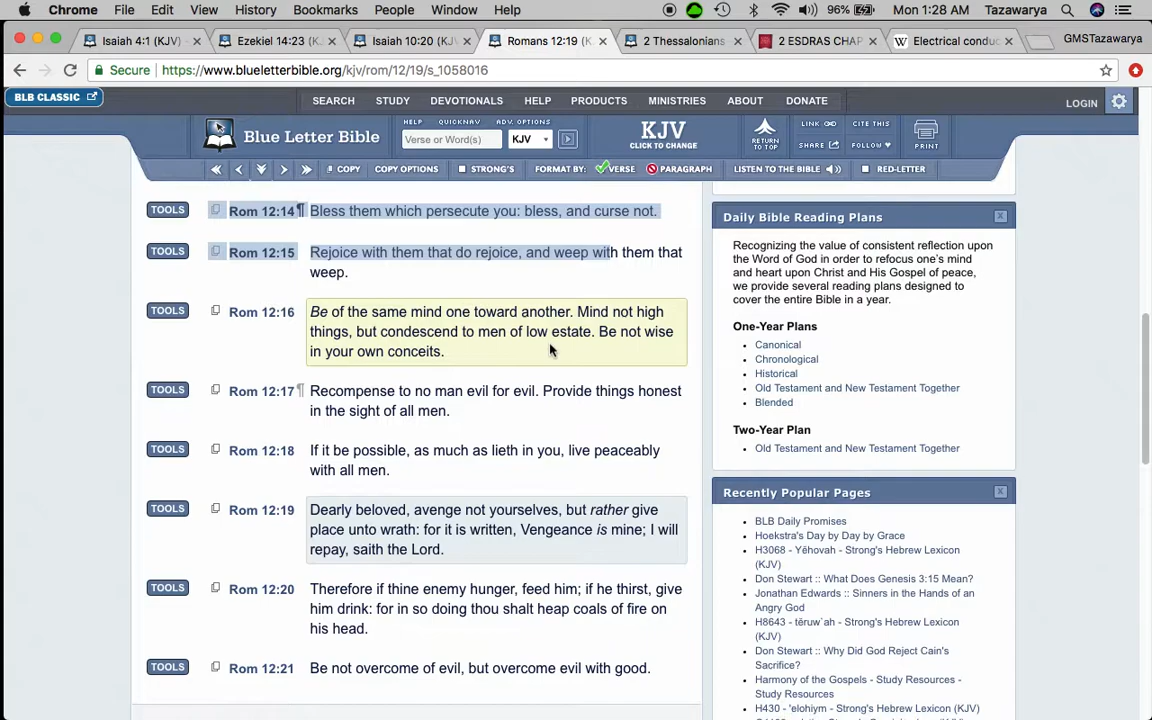 Chrome File Edit View History Bookmarks People Window Help 96% Mon 1:28 AM Tazawarya
Isaiah 4:1 (KJV) × Ezekiel 14:23 (K × Isaiah 10:20 (KJV) × Romans 12:19 (K × 2 Thessalonians × 2 ESDRAS CHAP × W Electrical conduc × GMSTazawarya
Secure https://www.blueletterbible.org/kjv/rom/12/19/s_1058016
BLB CLASSIC
SEARCH STUDY DEVOTIONALS HELP PRODUCTS MINISTRIES ABOUT DONATE LOGIN
Blue Letter Bible
HELP QUICKNAV ADV. OPTIONS
Verse or Word(s) KJV
KJV
CLICK TO CHANGE
RETURN
TO TOP
LINK CITE THIS
SHARE FOLLOW
PRINT
COPY COPY OPTIONS STRONG'S FORMAT BY: VERSE PARAGRAPH LISTEN TO THE BIBLE RED-LETTER
TOOLS Rom 12:14 ¶ Bless them which persecute you: bless, and curse not.
TOOLS Rom 12:15 Rejoice with them that do rejoice, and weep with them that
weep.
TOOLS Rom 12:16 Be of the same mind one toward another. Mind not high
things, but condescend to men of low estate. Be not wise
in your own conceits.
TOOLS Rom 12:17 ¶ Recompense to no man evil for evil. Provide things honest
in the sight of all men.
TOOLS Rom 12:18 If it be possible, as much as lieth in you, live peaceably
with all men.
TOOLS Rom 12:19 Dearly beloved, avenge not yourselves, but rather give
place unto wrath: for it is written, Vengeance is mine; I will
repay, saith the Lord.
TOOLS Rom 12:20 Therefore if thine enemy hunger, feed him; if he thirst, give
him drink: for in so doing thou shalt heap coals of fire on
his head.
TOOLS Rom 12:21 Be not overcome of evil, but overcome evil with good.
Daily Bible Reading Plans
Recognizing the value of consistent reflection upon
the Word of God in order to refocus one's mind
and heart upon Christ and His Gospel of peace,
we provide several reading plans designed to
cover the entire Bible in a year.
One-Year Plans
Canonical
Chronological
Historical
Old Testament and New Testament Together
Blended
Two-Year Plan
Old Testament and New Testament Together
Recently Popular Pages
BLB Daily Promises
Hoekstra's Day by Day by Grace
H3068 - Yĕhovah - Strong's Hebrew Lexicon
(KJV)
Don Stewart :: What Does Genesis 3:15 Mean?
Jonathan Edwards :: Sinners in the Hands of an
Angry God
H8643 - tĕruw`ah - Strong's Hebrew Lexicon
(KJV)
Don Stewart :: Why Did God Reject Cain's
Sacrifice?
Harmony of the Gospels - Study Resources -
Study Resources
H430 - 'elohiym - Strong's Hebrew Lexicon (KJV)